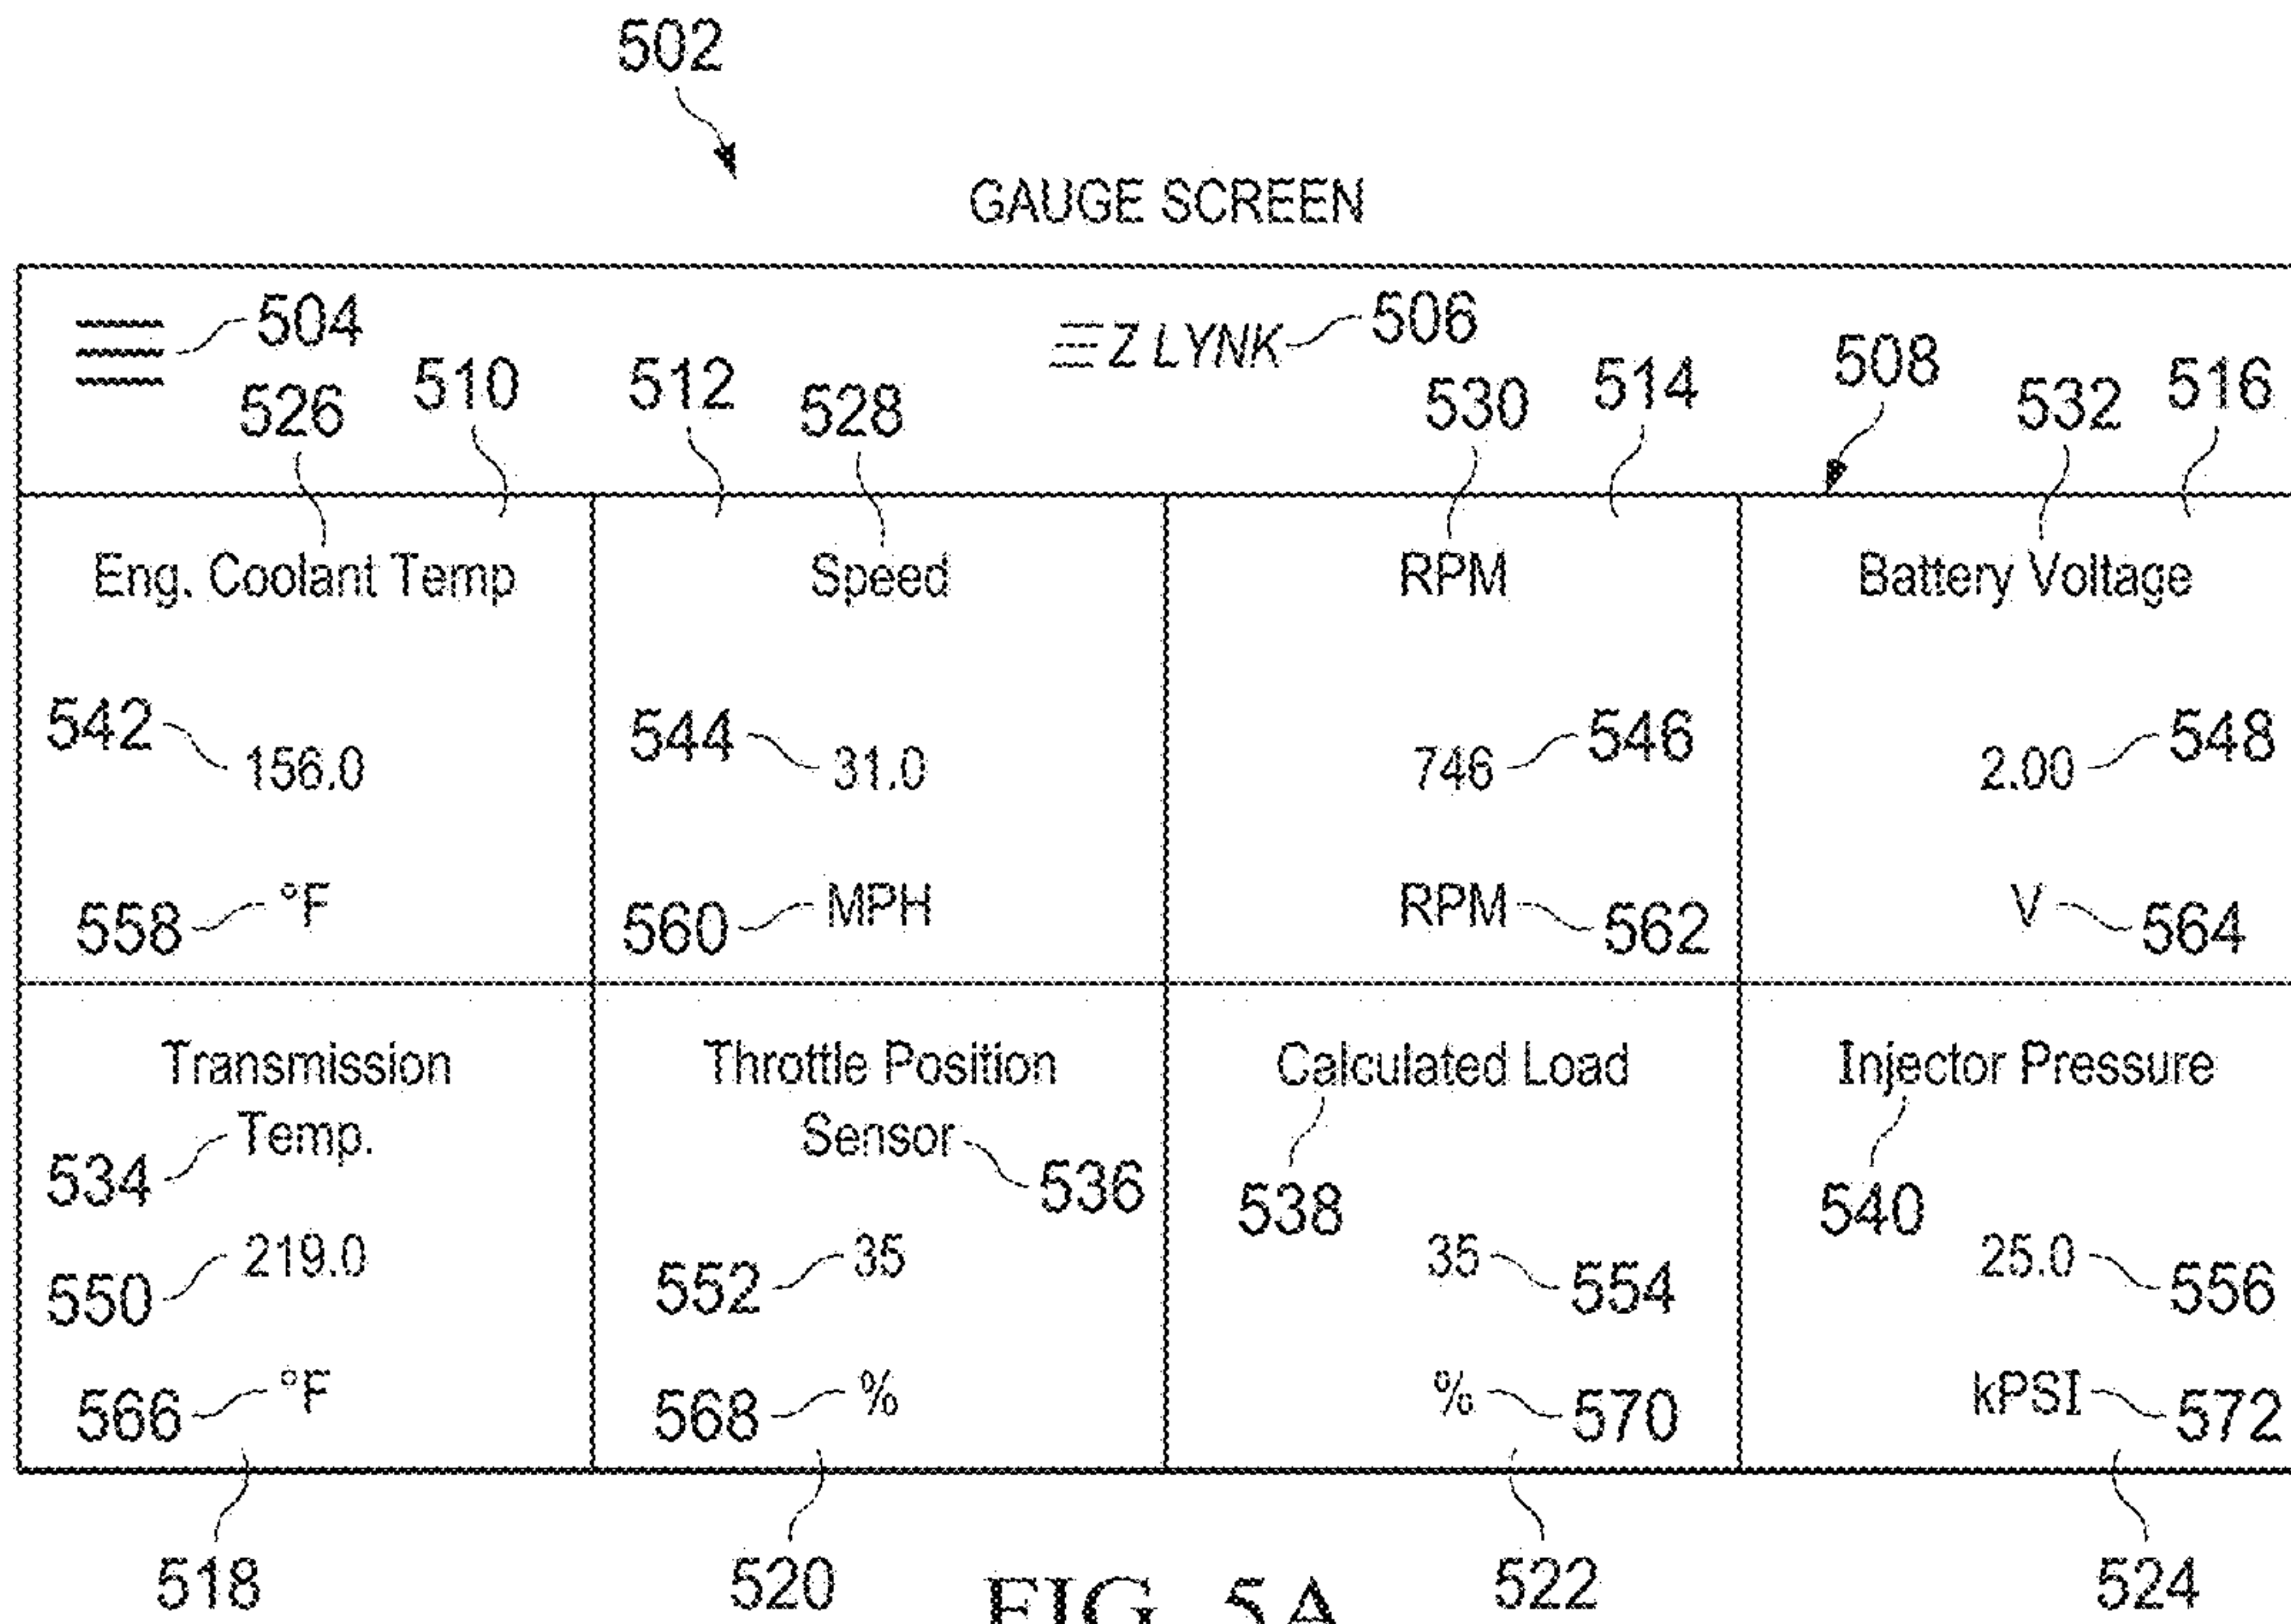 502
GAUGE SCREEN
504
Z LYNK 506
526 510 512 528 530 514 508 532 516
Eng. Coolant Temp Speed RPM Battery Voltage
542 156.0 544 31.0 746 546 2.00 548
558 °F 560 MPH RPM 562 V 564
Transmission Throttle Position Calculated Load Injector Pressure
534 Temp. Sensor 536 538 540
550 219.0 552 35 35 554 25.0 556
566 °F 568 % % 570 kPSI 572
518 520 522 524
FIG. 5A